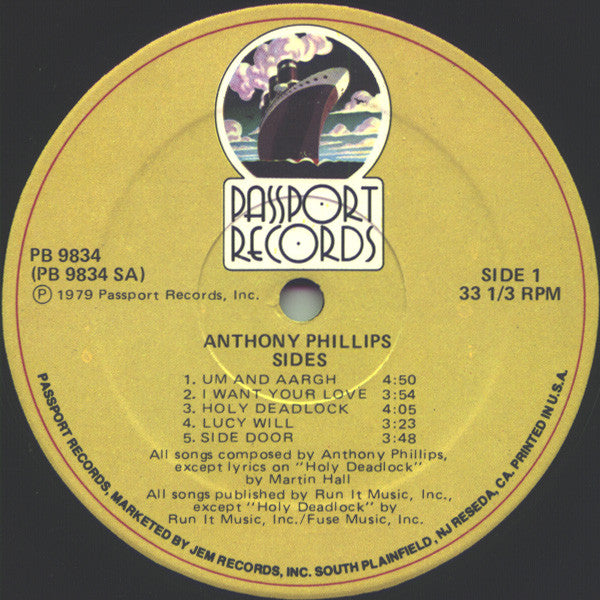 PASSPORT
RECORDS
PB 9834
(PB 9834 SA)
Ⓟ 1979 Passport Records, Inc.
SIDE 1
33 1/3 RPM
ANTHONY PHILLIPS
SIDES
1. UM AND AARGH 4:50
2. I WANT YOUR LOVE 3:54
3. HOLY DEADLOCK 4:05
4. LUCY WILL 3:23
5. SIDE DOOR 3:48
All songs composed by Anthony Phillips,
except lyrics on "Holy Deadlock"
by Martin Hall
All songs published by Run It Music, Inc.,
except "Holy Deadlock" by
Run It Music, Inc./Fuse Music, Inc.
PASSPORT RECORDS, MARKETED BY JEM RECORDS, INC. SOUTH PLAINFIELD, NJ RESEDA, CA. PRINTED IN U.S.A.